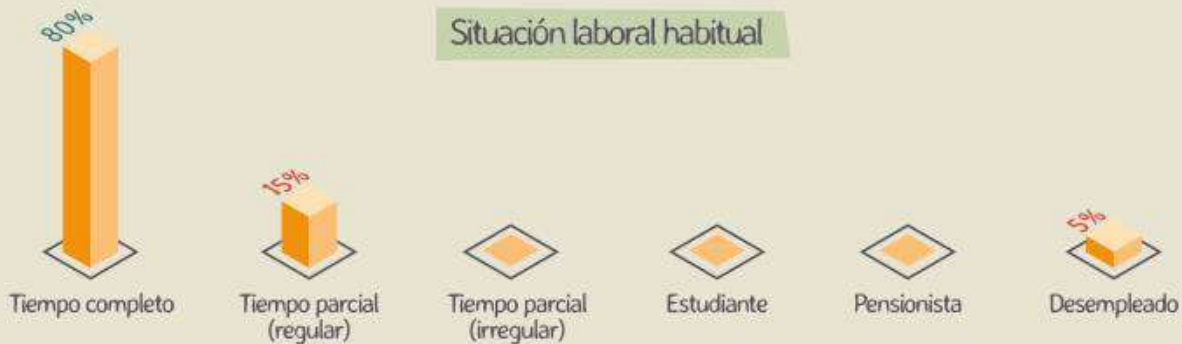 Situación laboral habitual
80%
15%
5%
Tiempo completo
Tiempo parcial
(regular)
Tiempo parcial
(irregular)
Estudiante
Pensionista
Desempleado